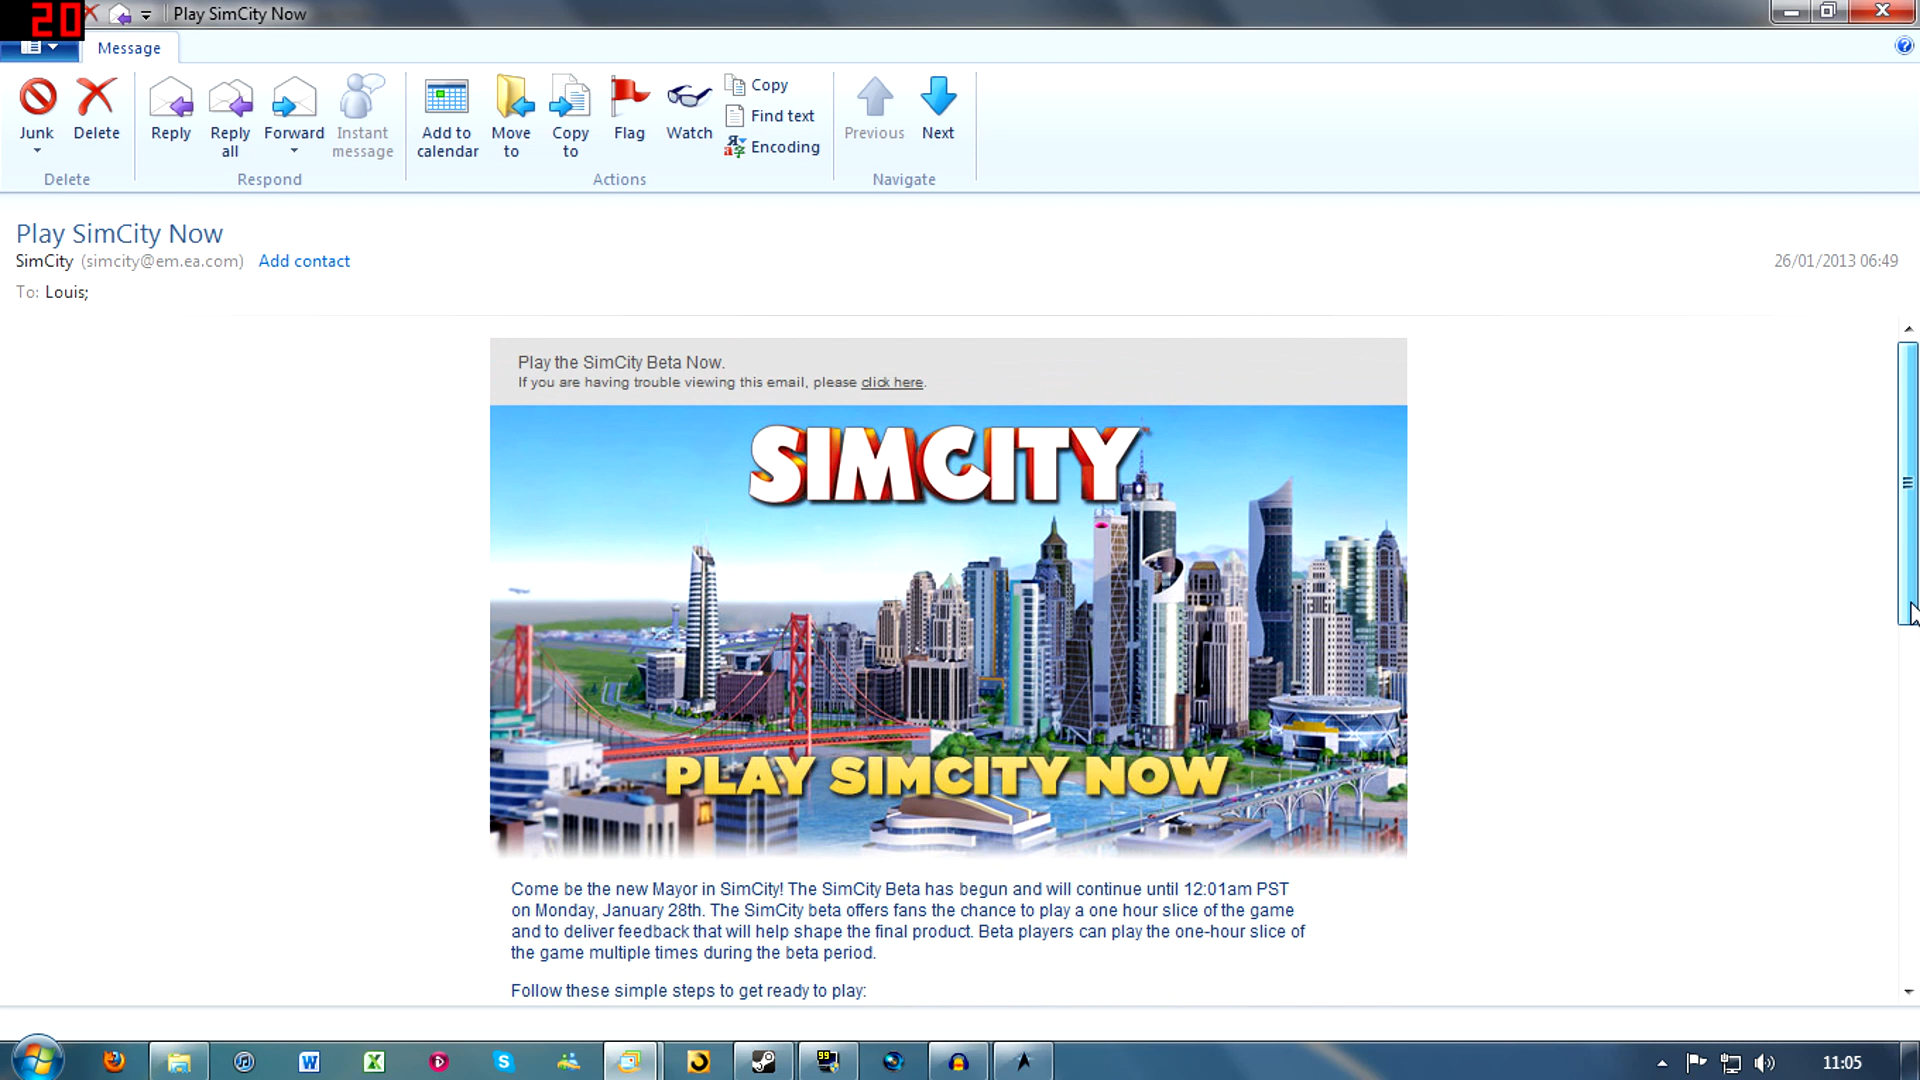 20
Play SimCity Now
Message
Junk
Delete
Reply
Reply all
Forward
Instant message
Add to calendar
Move to
Copy to
Flag
Watch
Copy
Find text
Encoding
Previous
Next
Delete
Respond
Actions
Navigate
Play SimCity Now
SimCity (simcity@em.ea.com) Add contact
26/01/2013 06:49
To: Louis;
Play the SimCity Beta Now.
If you are having trouble viewing this email, please click here.
SIMCITY
PLAY SIMCITY NOW
Come be the new Mayor in SimCity! The SimCity Beta has begun and will continue until 12:01am PST
on Monday, January 28th. The SimCity beta offers fans the chance to play a one hour slice of the game
and to deliver feedback that will help shape the final product. Beta players can play the one-hour slice of
the game multiple times during the beta period.
Follow these simple steps to get ready to play:
99
11:05